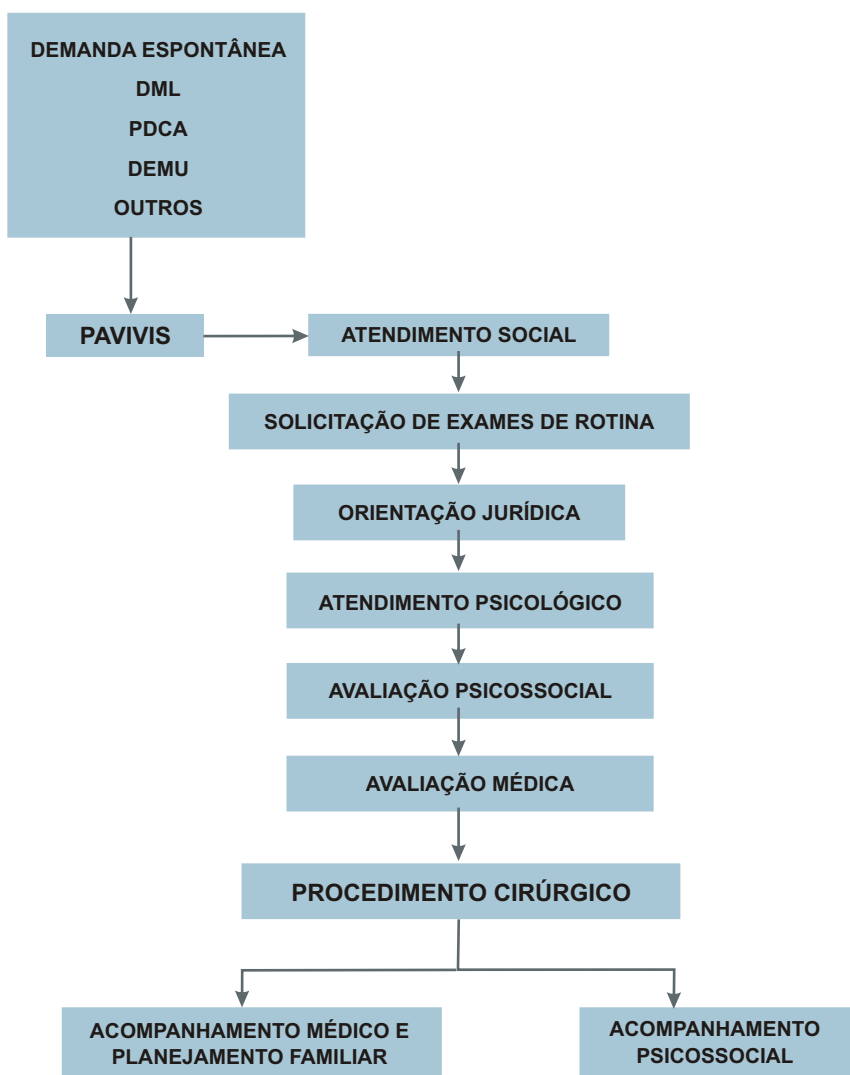 DEMANDA ESPONTÂNEA
DML
PDCA
DEMU
OUTROS
PAVIVIS
ATENDIMENTO SOCIAL
SOLICITAÇÃO DE EXAMES DE ROTINA
ORIENTAÇÃO JURÍDICA
ATENDIMENTO PSICOLÓGICO
AVALIAÇÃO PSICOSSOCIAL
AVALIAÇÃO MÉDICA
PROCEDIMENTO CIRÚRGICO
ACOMPANHAMENTO MÉDICO E
PLANEJAMENTO FAMILIAR
ACOMPANHAMENTO
PSICOSSOCIAL